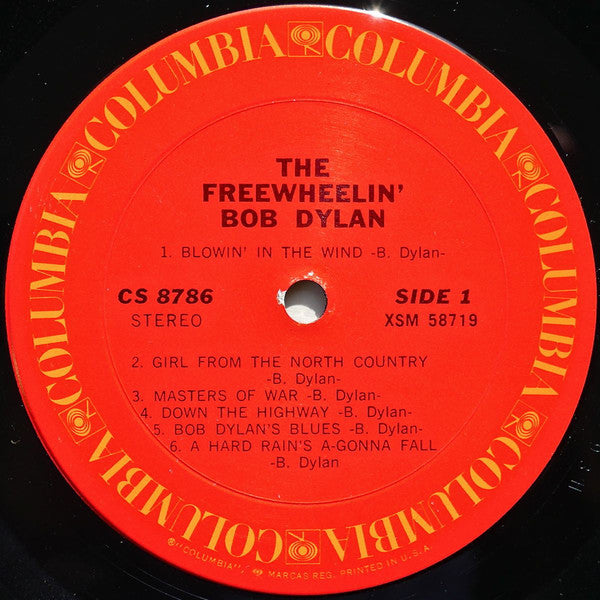 COLUMBIA COLUMBIA COLUMBIA COLUMBIA COLUMBIA COLUMBIA
THE
FREEWHEELIN'
BOB DYLAN
1. BLOWIN' IN THE WIND -B. Dylan-
CS 8786
STEREO
SIDE 1
XSM 58719
2. GIRL FROM THE NORTH COUNTRY
-B. Dylan-
3. MASTERS OF WAR -B. Dylan-
4. DOWN THE HIGHWAY -B. Dylan-
5. BOB DYLAN'S BLUES -B. Dylan-
6. A HARD RAIN'S A-GONNA FALL
-B. Dylan
"COLUMBIA", MARCAS REG. PRINTED IN U.S.A.